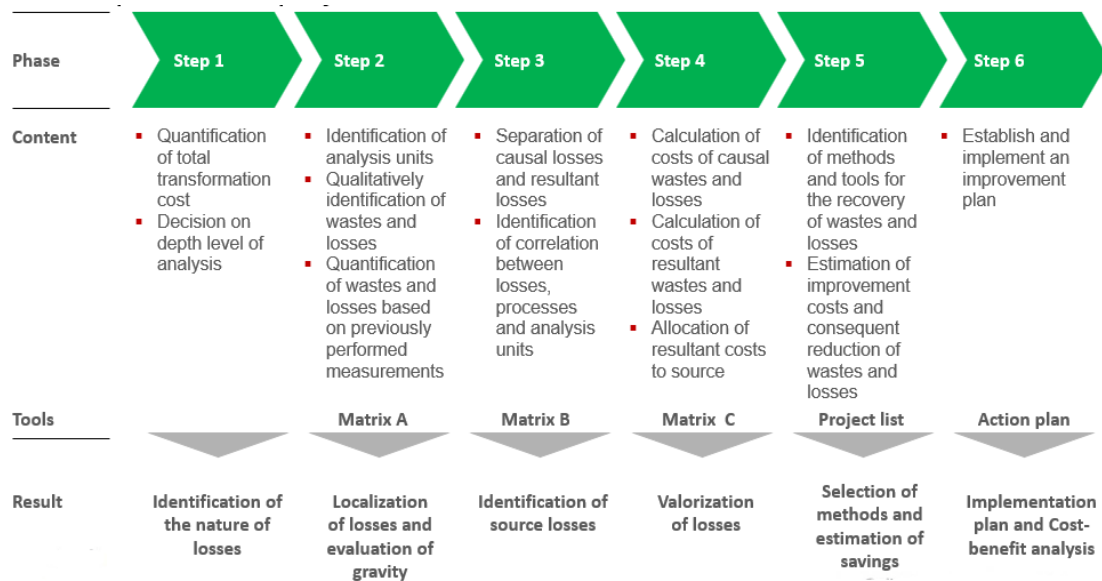 Phase
Step 1
Step 2
Step 3
Step 4
Step 5
Step 6
Content
Quantification
of total
transformation
cost
Decision on
depth level of
analysis
Identification of
analysis units
Qualitatively
identification of
wastes and
losses
Quantification
of wastes and
losses based
on previously
performed
measurements
Separation of
causal losses
and resultant
losses
Identification
of correlation
between
losses,
processes
and analysis
units
Calculation of
costs of causal
wastes and
losses
Calculation of
costs of
resultant
wastes and
losses
Allocation of
resultant costs
to source
Identification
of methods
and tools for
the recovery
of wastes and
losses
Estimation of
improvement
costs and
consequent
reduction of
wastes and
losses
Establish and
implement an
improvement
plan
Tools
Matrix A
Matrix B
Matrix C
Project list
Action plan
Result
Identification of
the nature of
losses
Localization
of losses and
evaluation of
gravity
Identification of
source losses
Valorization
of losses
Selection of
methods and
estimation of
savings
Implementation
plan and Cost-
benefit analysis